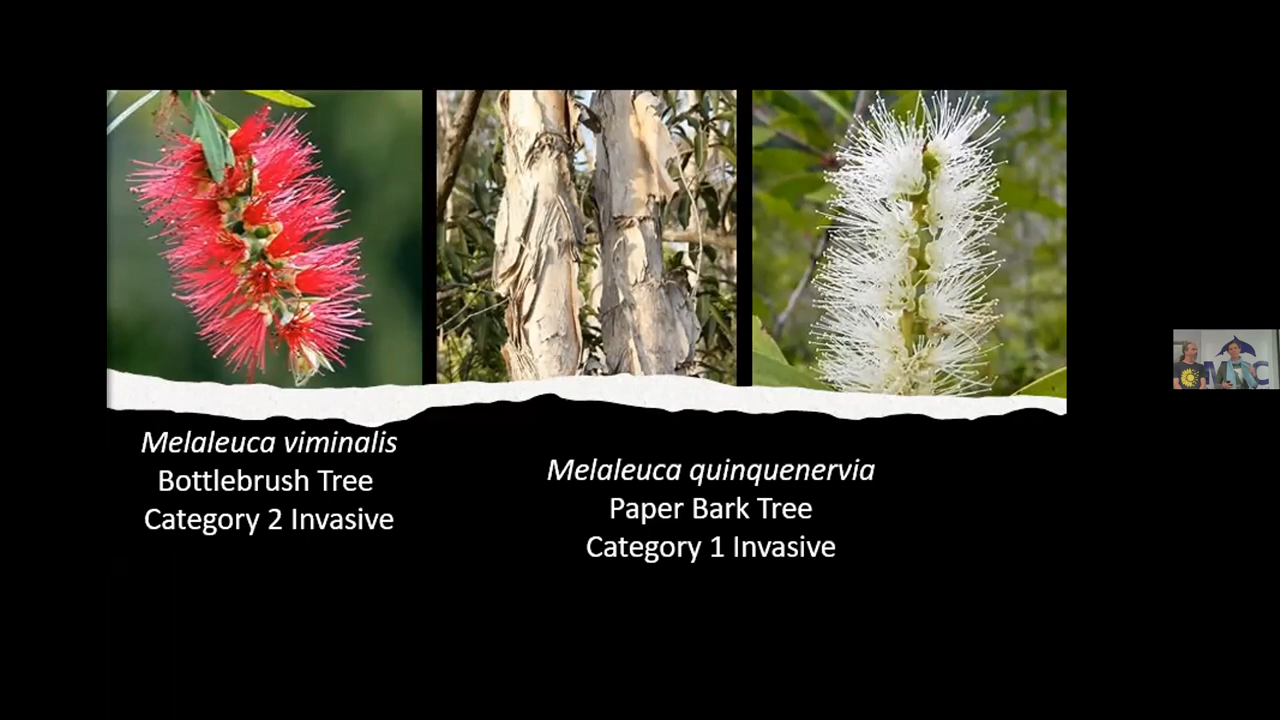 Melaleuca viminalis
Bottlebrush Tree
Category 2 Invasive
Melaleuca quinquenervia
Paper Bark Tree
Category 1 Invasive